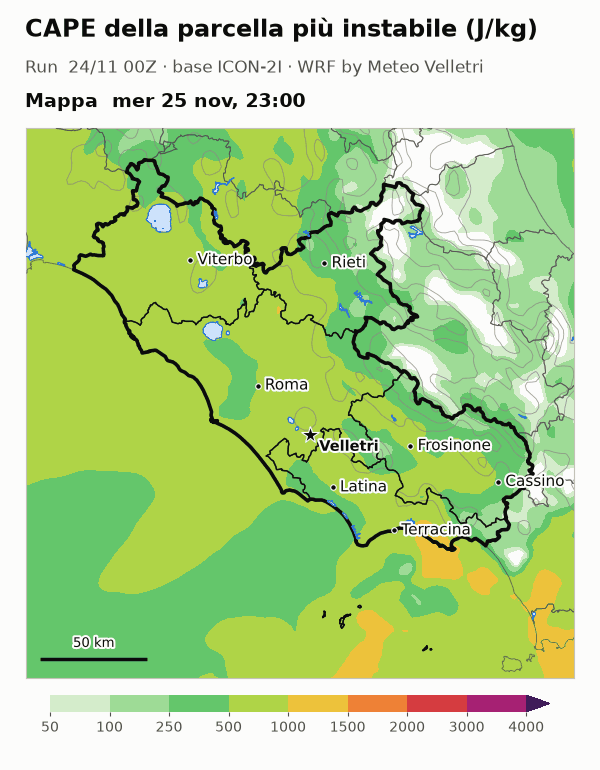 CAPE della parcella più instabile (J/kg)
Run  24/11 00Z · base ICON-2I · WRF by Meteo Velletri
Mappa  mer 25 nov, 23:00
Viterbo
Rieti
Roma
Velletri
Frosinone
Cassino
Latina
Terracina
50 km
50 100 250 500 1000 1500 2000 3000 4000